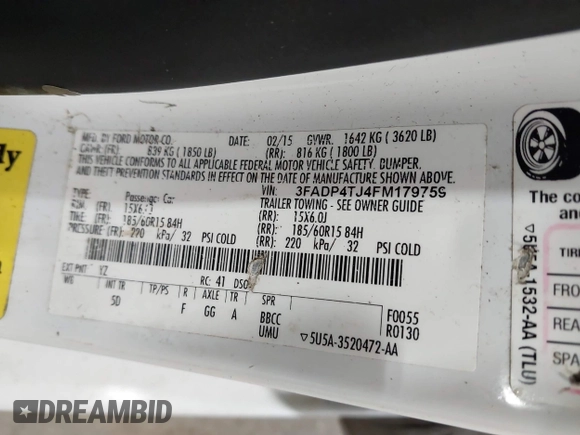 MFD. BY FORD MOTOR CO.
DATE: 02/15 GVWR: 1642 KG ( 3620 LB)
GAWR: (FR): 839 KG ( 1850 LB) (RR): 816 KG ( 1800 LB)
THIS VEHICLE CONFORMS TO ALL APPLICABLE FEDERAL MOTOR VEHICLE SAFETY, BUMPER,
AND THEFT PREVENTION STANDARDS IN EFFECT ON THE DATE OF MANUFACTURE SHOWN ABOVE.
VIN: 3FADP4TJ4FM179759
TYPE: Passenger Car TRAILER TOWING - SEE OWNER GUIDE
RIM: (FR) 15X6.0J (RR): 15X6.0J
TIRE: (FR) 185/60R15 84H (RR): 185/60R15 84H
PRESSURE: (FR) 220 kPa/ 32 PSI COLD (RR): 220 kPa/ 32 PSI COLD
EXT PNT: YZ RC: 41 DSO:
WB INT TR TP/PS R AXLE TR SPR
5D F GG A BBCC F0055
UMU R0130
▽5U5A-3520472-AA
The co
TIRE
FRO
REA
SPA
▽5U5A-1532-AA (TLU)
DREAMBID